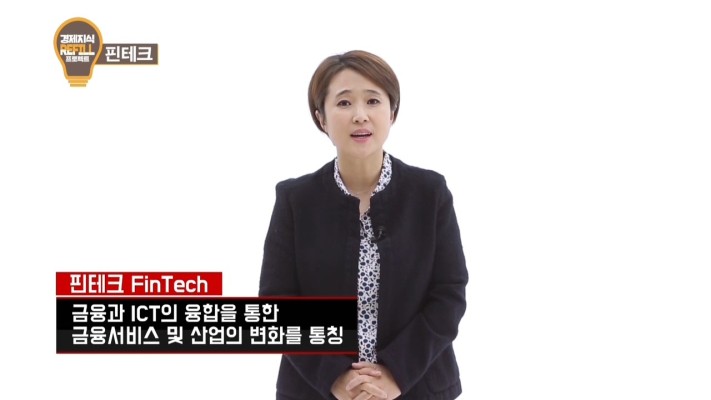 경제지식
REFILL
프로젝트
핀테크
핀테크 FinTech
금융과 ICT의 융합을 통한
금융서비스 및 산업의 변화를 통칭